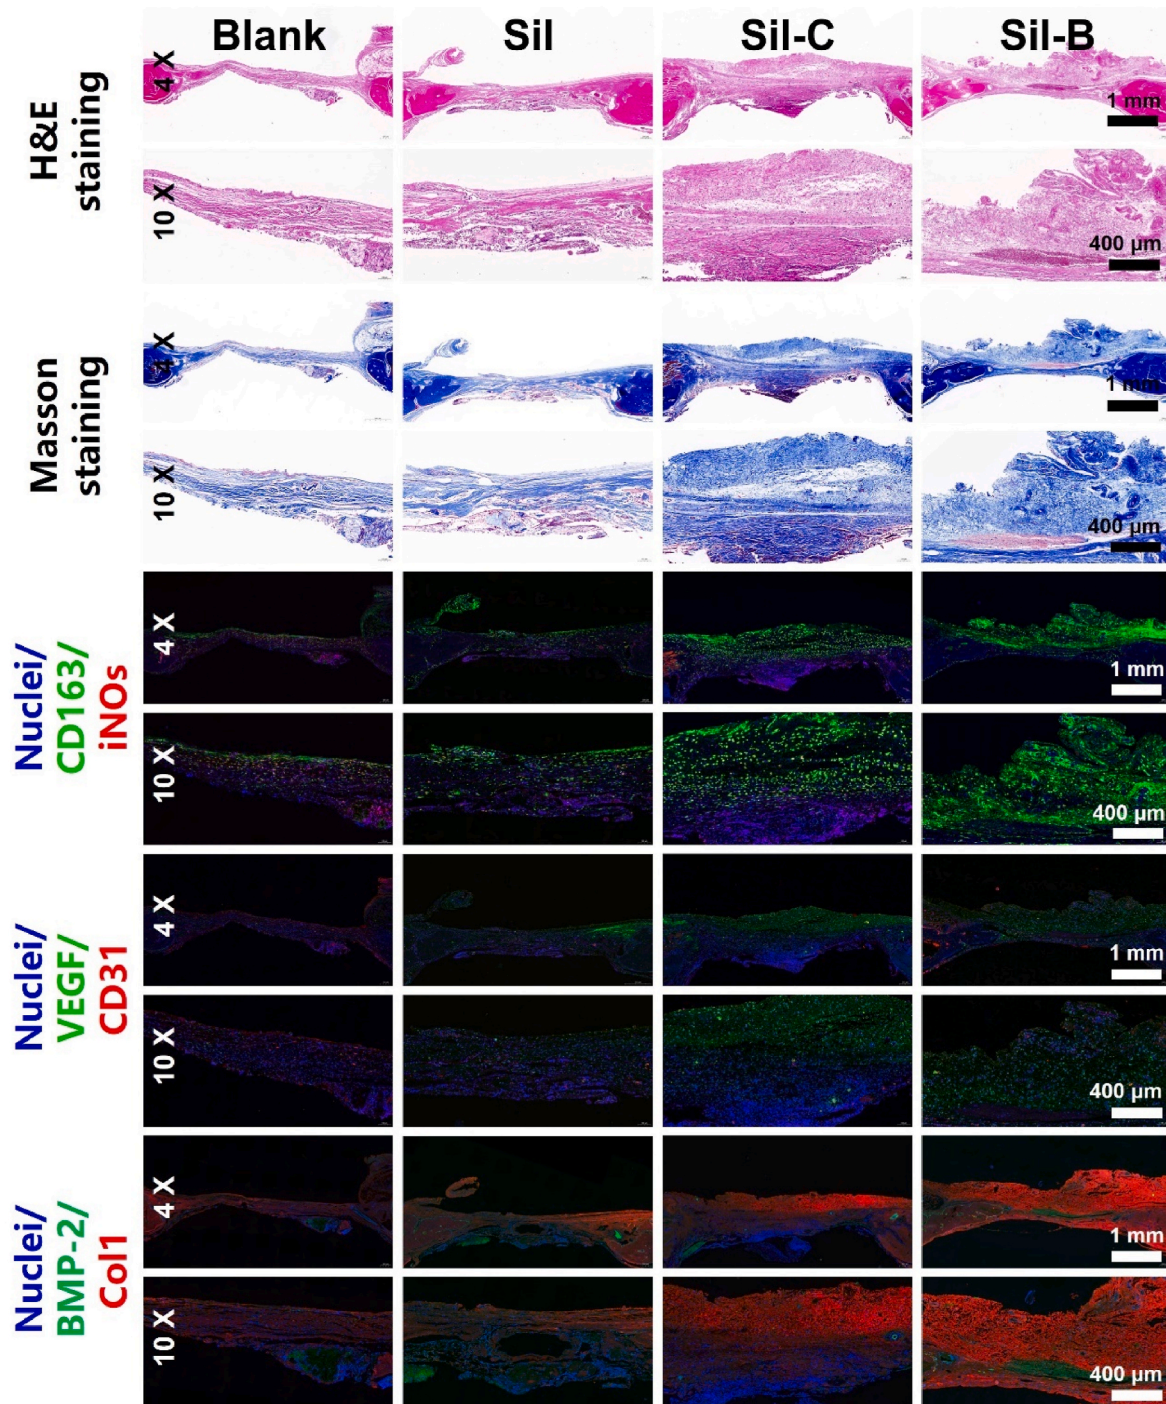 Blank Sil Sil-C Sil-B
H&E
staining
4 X
1 mm
10 X
400 µm
Masson
staining
4 X
1 mm
10 X
400 µm
Nuclei/
CD163/
iNOs
4 X
1 mm
10 X
400 µm
Nuclei/
VEGF/
CD31
4 X
1 mm
10 X
400 µm
Nuclei/
BMP-2/
Col1
4 X
1 mm
10 X
400 µm